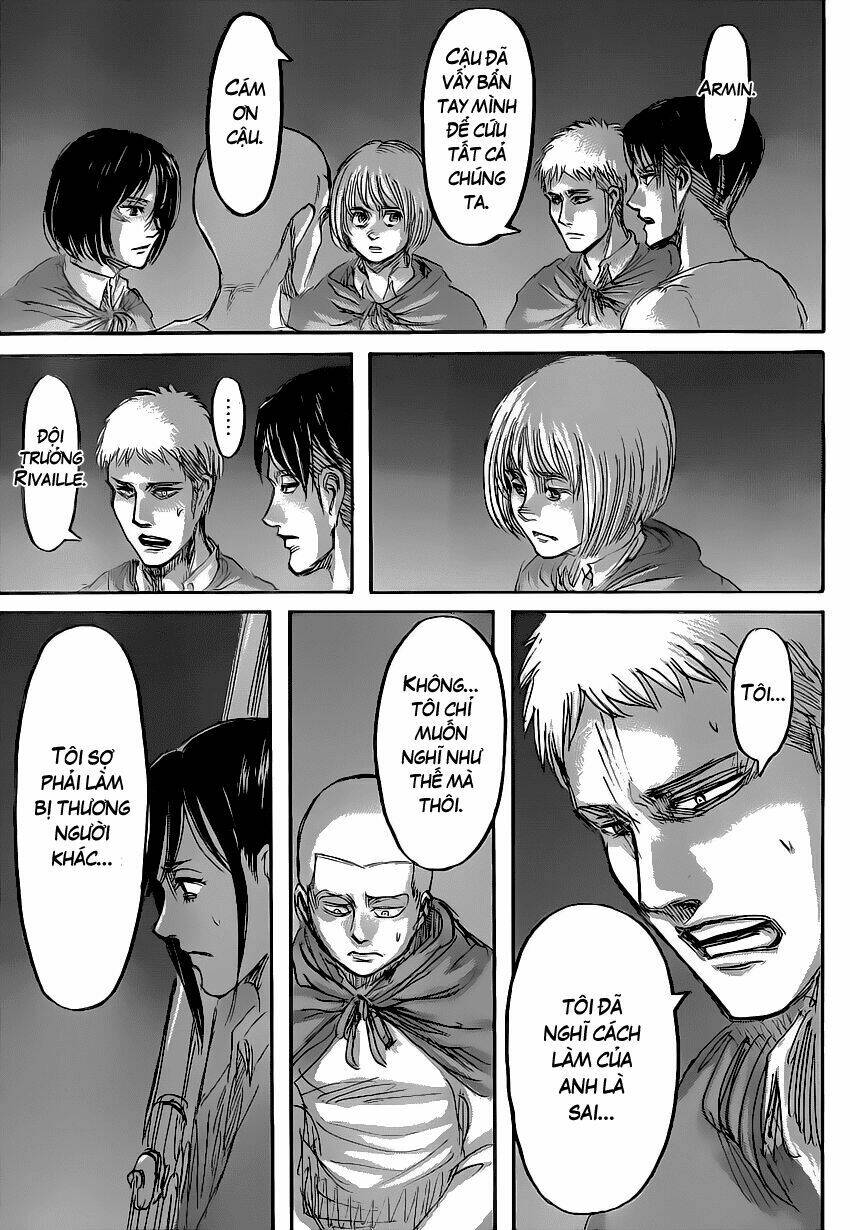 ARMIN.
CẬU ĐÃ
VẤY BẨN
TAY MÌNH
ĐỂ CỨU
TẤT CẢ
CHÚNG
TA.
CÁM
ƠN
CẬU.
......
ĐỘI
TRƯỞNG
RIVAILLE.
TÔI...
TÔI ĐÃ
NGHĨ CÁCH
LÀM CỦA
ANH LÀ
SAI...
KHÔNG...
TÔI CHỈ
MUỐN
NGHĨ NHƯ
THẾ MÀ
THÔI.
TÔI SỢ
PHẢI LÀM
BỊ THƯƠNG
NGƯỜI
KHÁC...